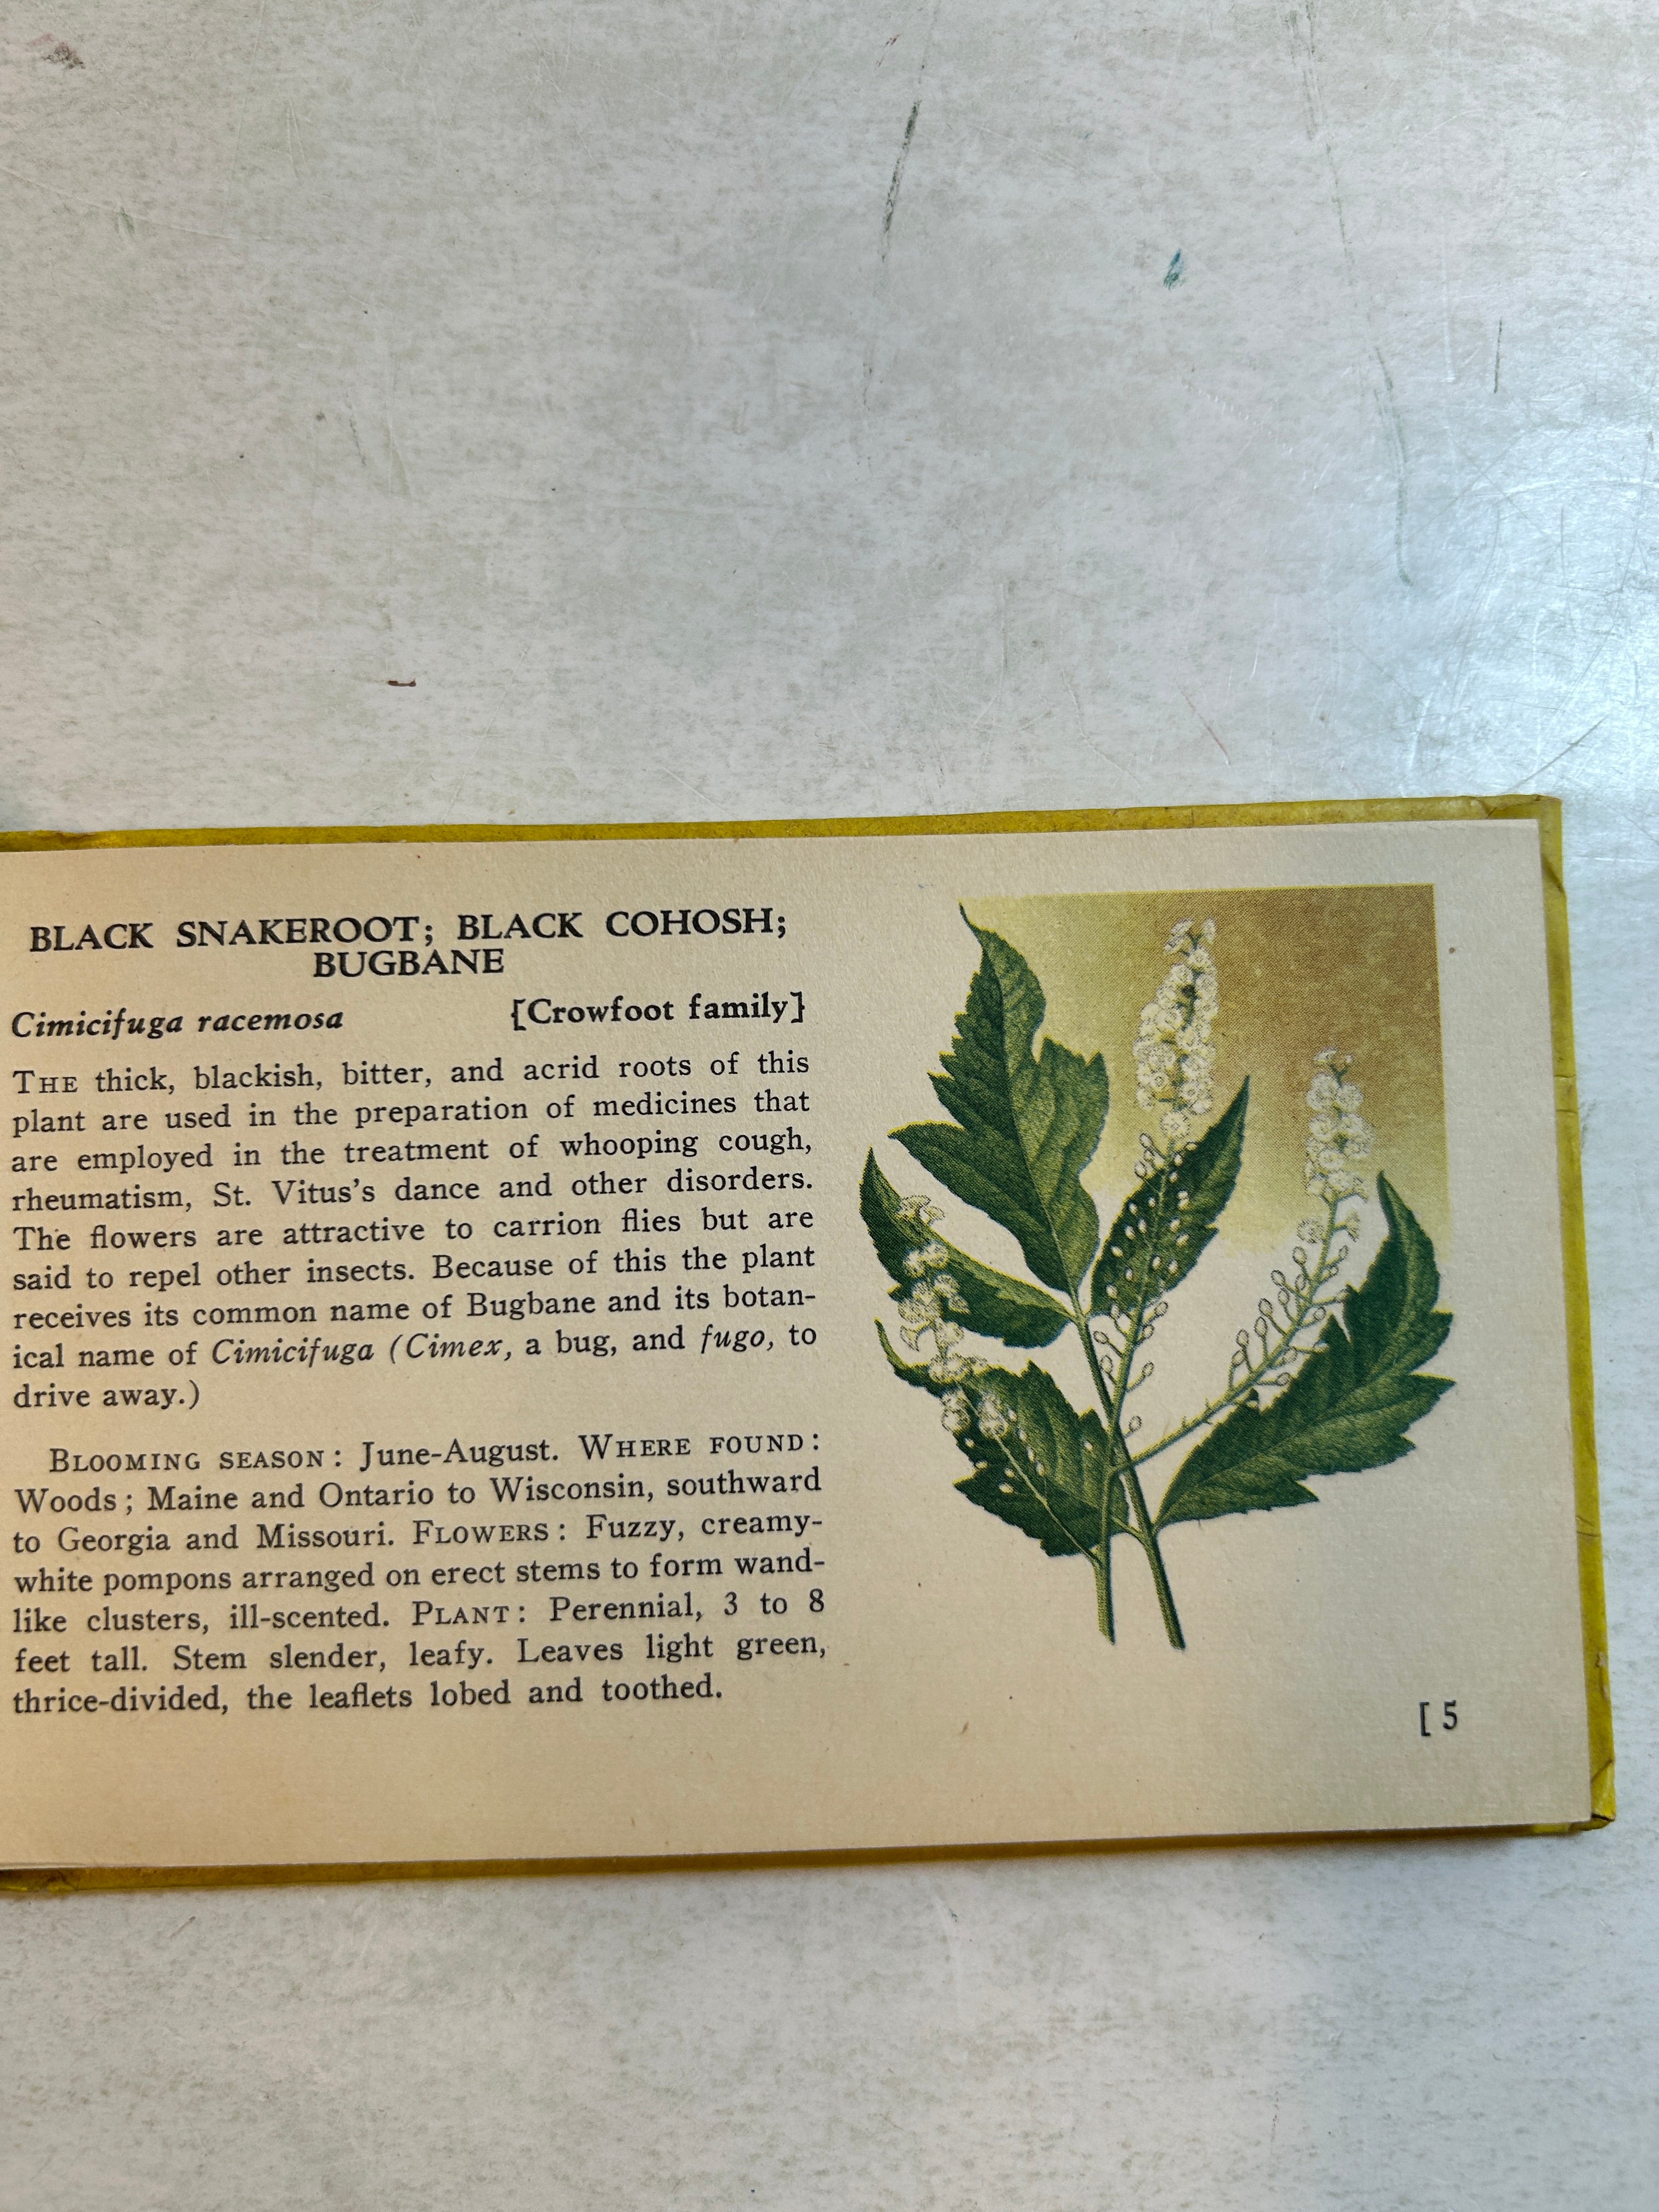 BLACK SNAKEROOT; BLACK COHOSH;
BUGBANE
Cimicifuga racemosa [Crowfoot family]
THE thick, blackish, bitter, and acrid roots of this
plant are used in the preparation of medicines that
are employed in the treatment of whooping cough,
rheumatism, St. Vitus's dance and other disorders.
The flowers are attractive to carrion flies but are
said to repel other insects. Because of this the plant
receives its common name of Bugbane and its botan-
ical name of Cimicifuga (Cimex, a bug, and fugo, to
drive away.)
BLOOMING SEASON: June-August. WHERE FOUND:
Woods; Maine and Ontario to Wisconsin, southward
to Georgia and Missouri. FLOWERS: Fuzzy, creamy-
white pompons arranged on erect stems to form wand-
like clusters, ill-scented. PLANT: Perennial, 3 to 8
feet tall. Stem slender, leafy. Leaves light green,
thrice-divided, the leaflets lobed and toothed.
[ 5